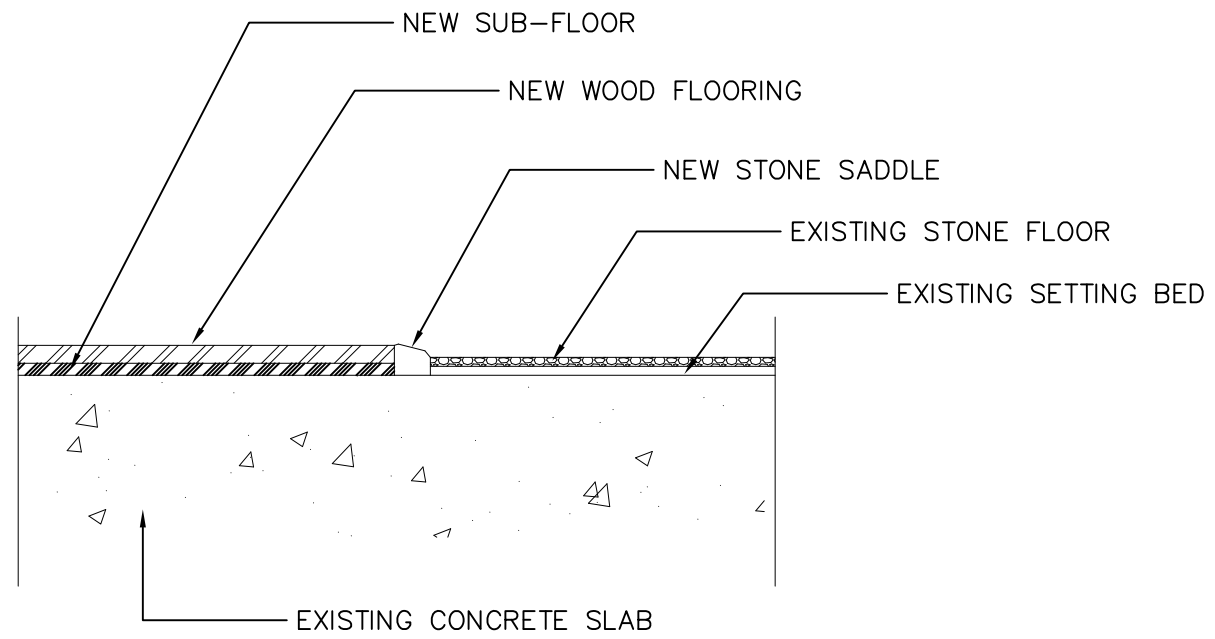 NEW SUB-FLOOR
NEW WOOD FLOORING
NEW STONE SADDLE
EXISTING STONE FLOOR
EXISTING SETTING BED
EXISTING CONCRETE SLAB